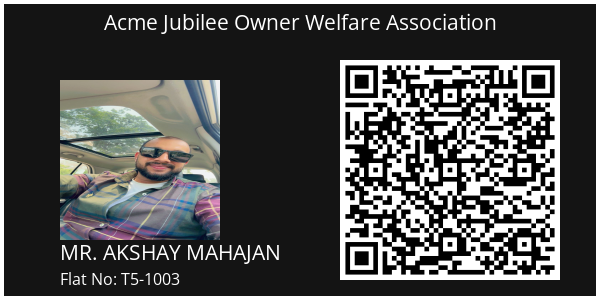 Acme Jubilee Owner Welfare Association
MR. AKSHAY MAHAJAN
Flat No: T5-1003